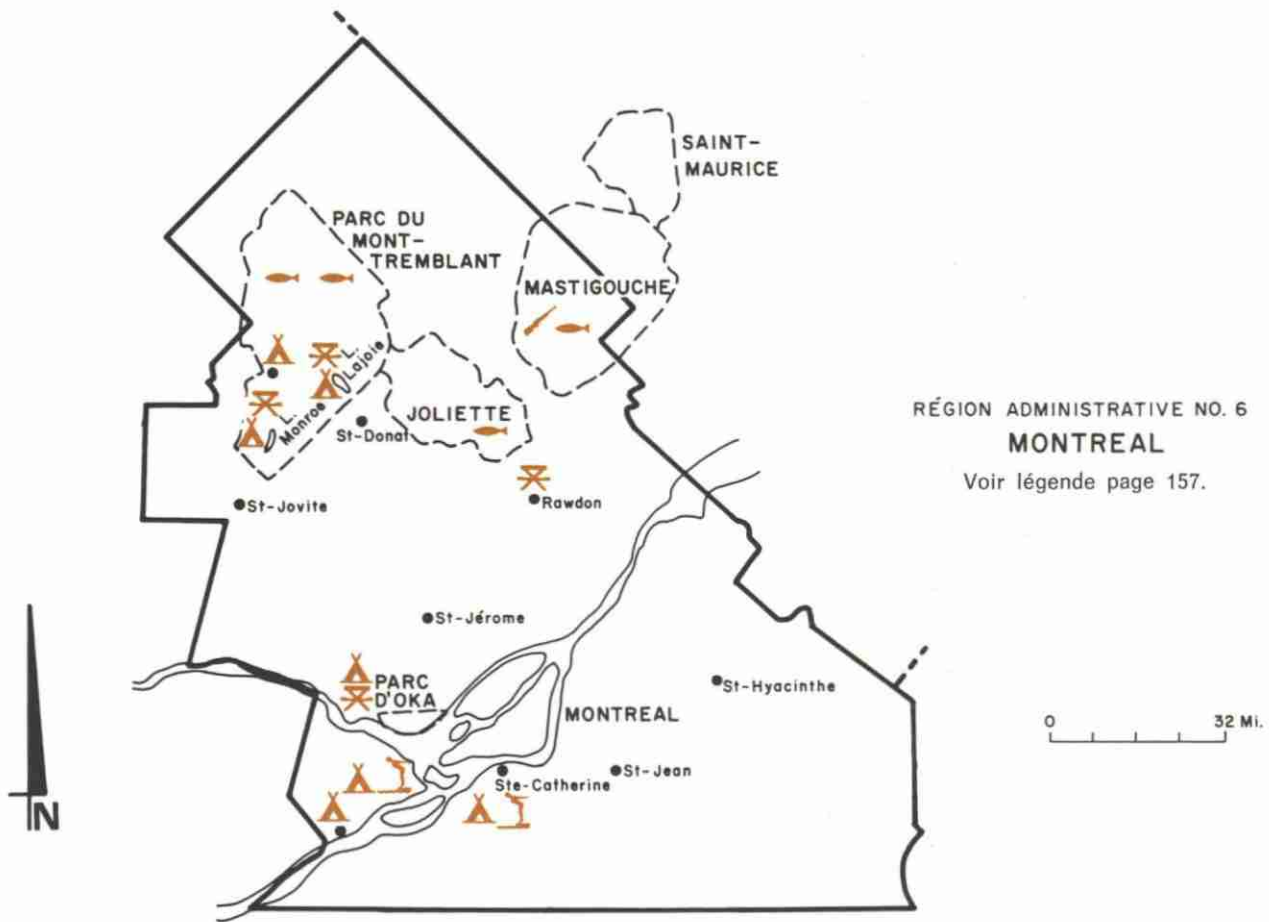 SAINT-
MAURICE
PARC DU
MONT-
TREMBLANT
MASTIGOUCHE
L. Lajoie
L. Monroe
St-Donat
JOLIETTE
RÉGION ADMINISTRATIVE NO. 6
MONTREAL
Voir légende page 157.
St-Jovite
Rawdon
St-Jérome
PARC
D'OKA
St-Hyacinthe
MONTREAL
0 32 Mi.
Ste-Catherine
St-Jean
N